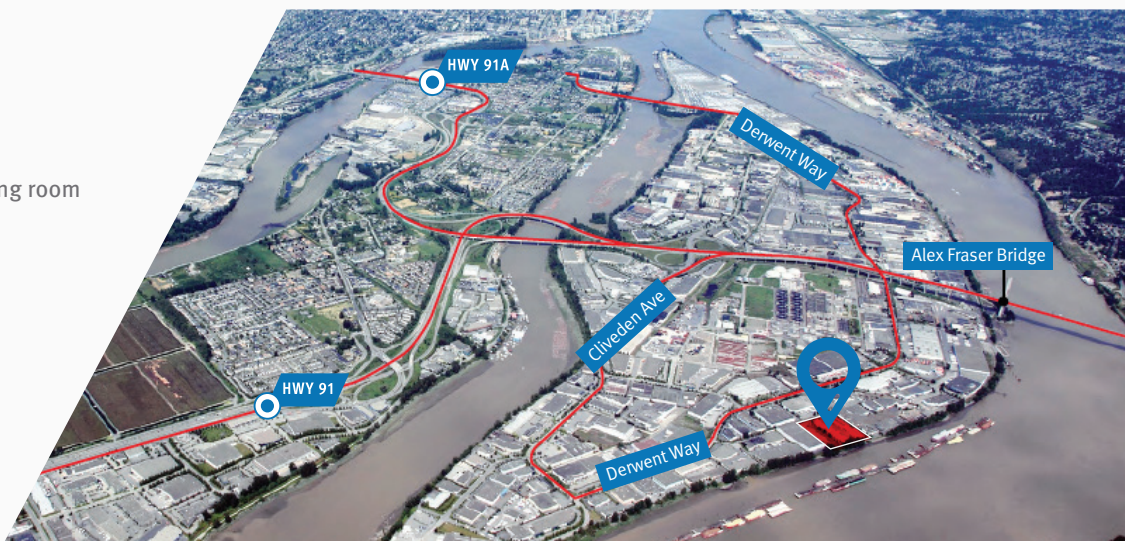 HWY 91A
Derwent Way
ng room
Alex Fraser Bridge
Cliveden Ave
HWY 91
Derwent Way